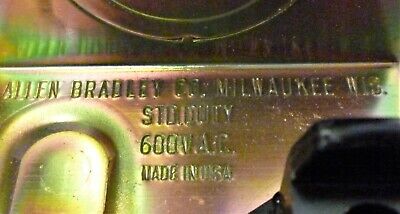 ALLEN BRADLEY CO. MILWAUKEE, WIS.
STD. DUTY
600V A.C.
MADE IN USA